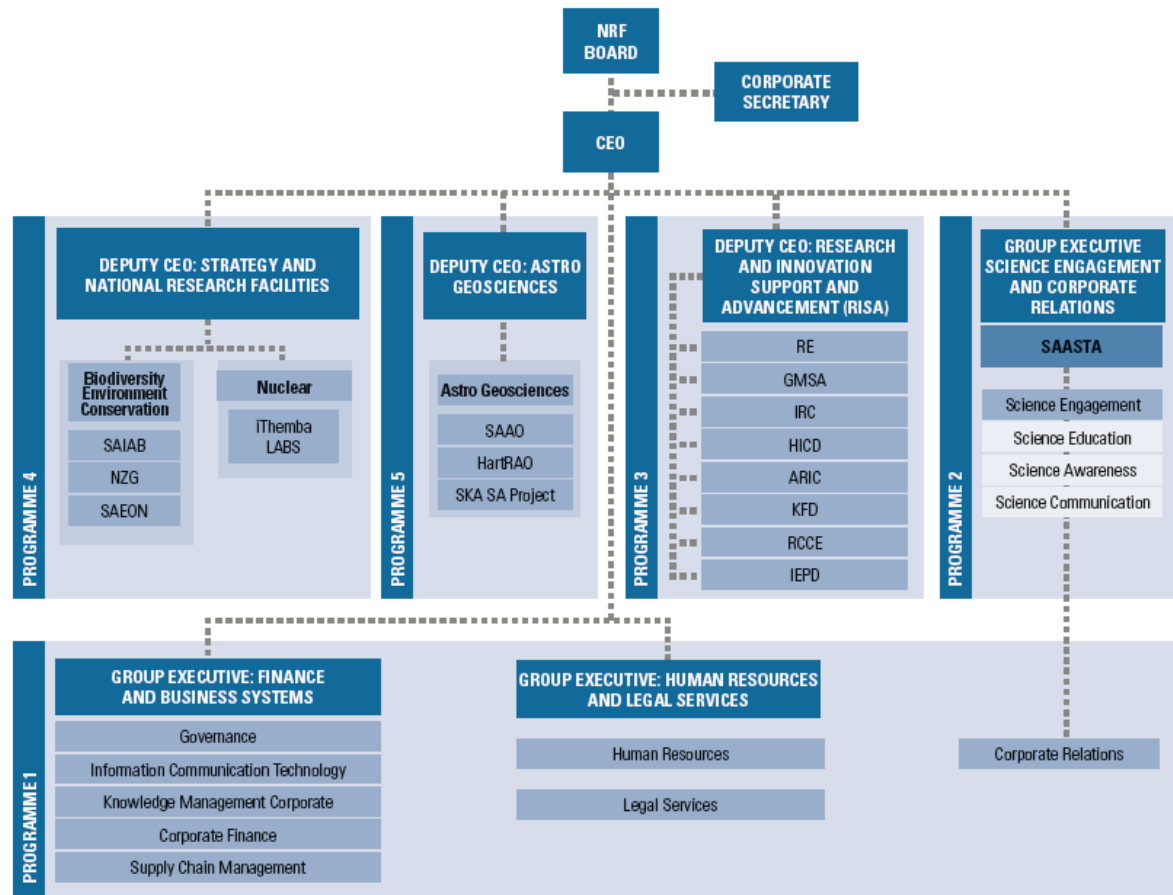 NRF
BOARD
CORPORATE
SECRETARY
CEO
PROGRAMME 4
DEPUTY CEO: STRATEGY AND
NATIONAL RESEARCH FACILITIES
Biodiversity
Environment
Conservation
SAIAB
NZG
SAEON
Nuclear
iThemba
LABS
PROGRAMME 5
DEPUTY CEO: ASTRO
GEOSCIENCES
Astro Geosciences
SAAO
HartRAO
SKA SA Project
PROGRAMME 3
DEPUTY CEO: RESEARCH
AND INNOVATION
SUPPORT AND
ADVANCEMENT (RISA)
RE
GMSA
IRC
HICD
ARIC
KFD
RCCE
IEPD
PROGRAMME 2
GROUP EXECUTIVE
SCIENCE ENGAGEMENT
AND CORPORATE
RELATIONS
SAASTA
Science Engagement
Science Education
Science Awareness
Science Communication
PROGRAMME 1
GROUP EXECUTIVE: FINANCE
AND BUSINESS SYSTEMS
Governance
Information Communication Technology
Knowledge Management Corporate
Corporate Finance
Supply Chain Management
GROUP EXECUTIVE: HUMAN RESOURCES
AND LEGAL SERVICES
Human Resources
Legal Services
Corporate Relations